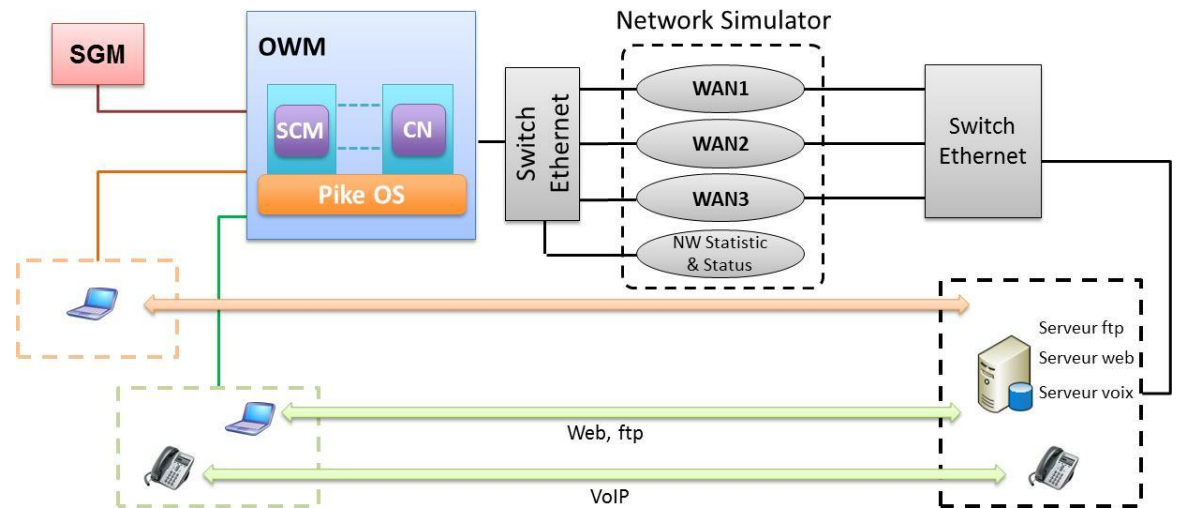 Network Simulator
SGM
OWM
SCM
CN
Pike OS
Switch
Ethernet
WAN1
WAN2
WAN3
NW Statistic
& Status
Switch
Ethernet
Serveur ftp
Serveur web
Serveur voix
Web, ftp
VoIP